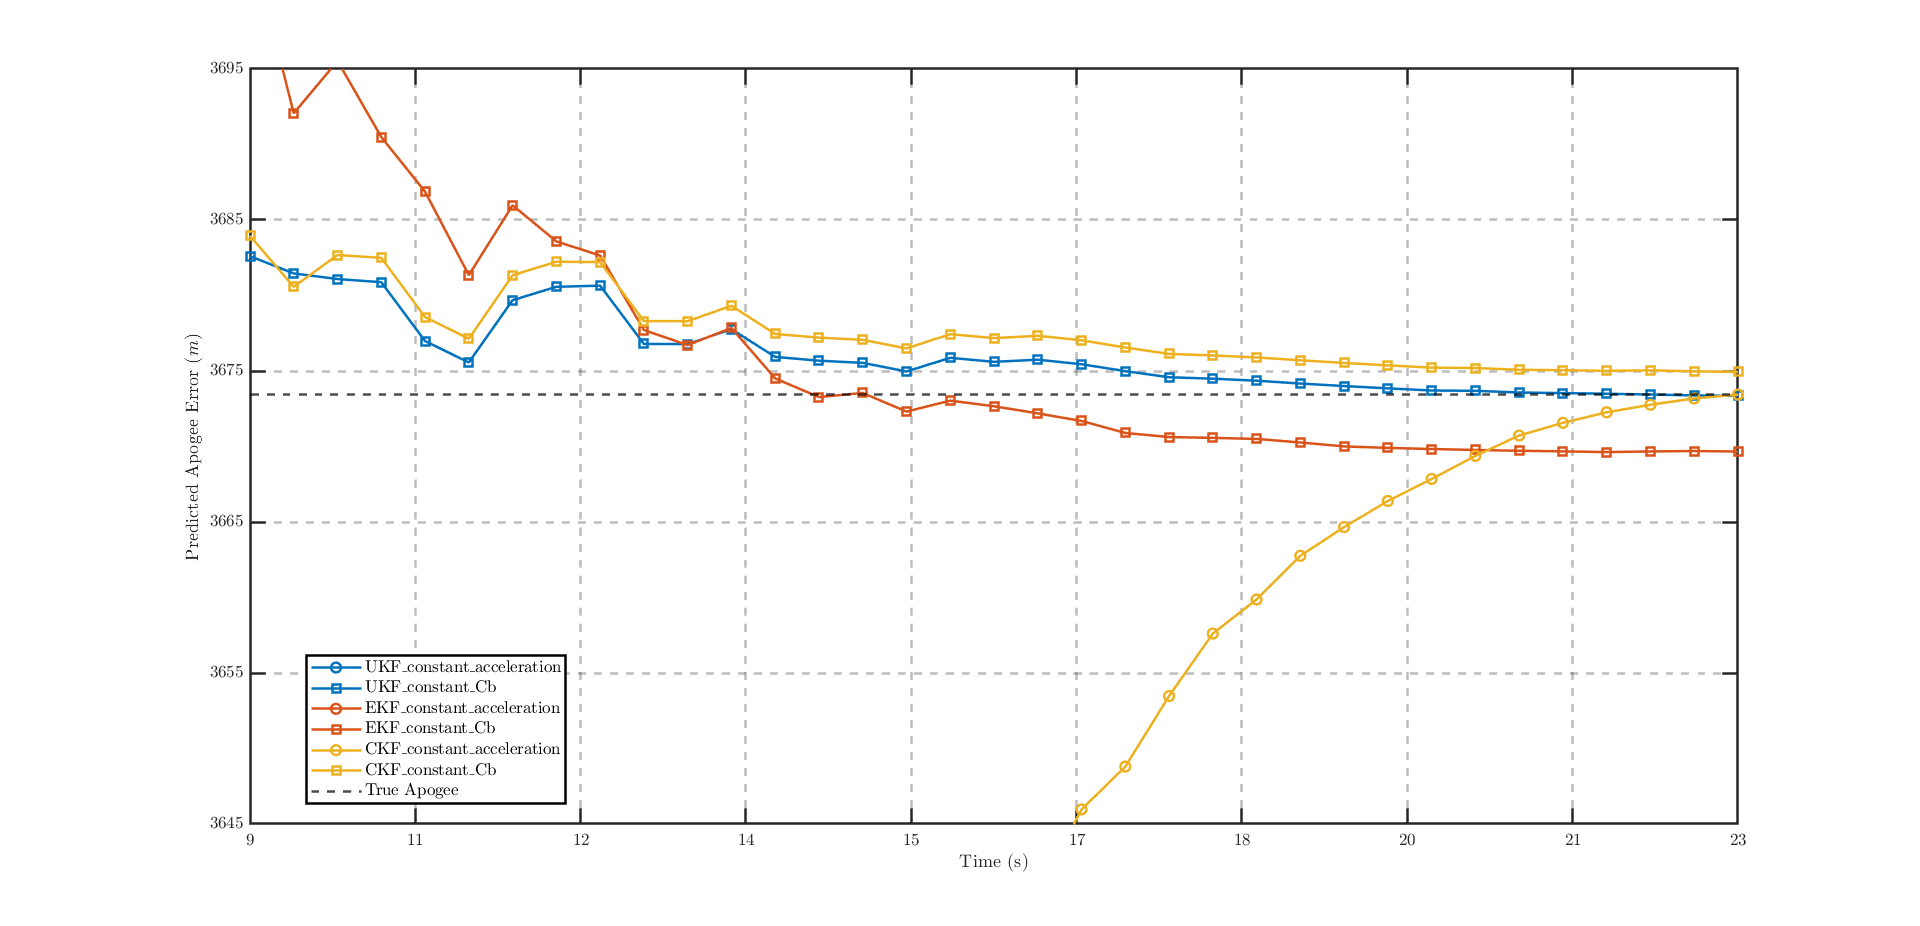 3695
3685
3675
3665
3655
3645
Predicted Apogee Error (m)
UKF_constant_acceleration
UKF_constant_Cb
EKF_constant_acceleration
EKF_constant_Cb
CKF_constant_acceleration
CKF_constant_Cb
True Apogee
9 11 12 14 15 17 18 20 21 23
Time (s)